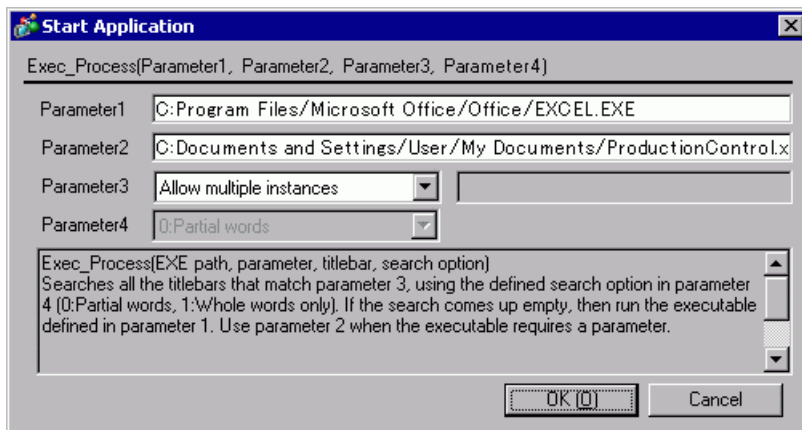 Start Application
Exec_Process(Parameter1, Parameter2, Parameter3, Parameter4)
Parameter1 C:Program Files/Microsoft Office/Office/EXCEL.EXE
Parameter2 C:Documents and Settings/User/My Documents/ProductionControl.x
Parameter3 Allow multiple instances
Parameter4 0:Partial words
Exec_Process(EXE path, parameter, titlebar, search option)
Searches all the titlebars that match parameter 3, using the defined search option in parameter
4 (0:Partial words, 1:Whole words only). If the search comes up empty, then run the executable
defined in parameter 1. Use parameter 2 when the executable requires a parameter.
OK (O) Cancel